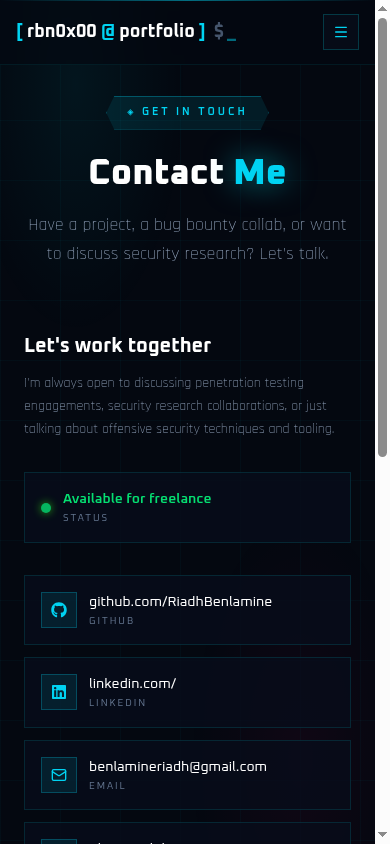 [ rbn0x00 @ portfolio ] $_
◈ GET IN TOUCH
Contact Me
Have a project, a bug bounty collab, or want
to discuss security research? Let's talk.
Let's work together
I'm always open to discussing penetration testing
engagements, security research collaborations, or just
talking about offensive security techniques and tooling.
Available for freelance
STATUS
github.com/RiadhBenlamine
GITHUB
linkedin.com/
LINKEDIN
benlamineriadh@gmail.com
EMAIL